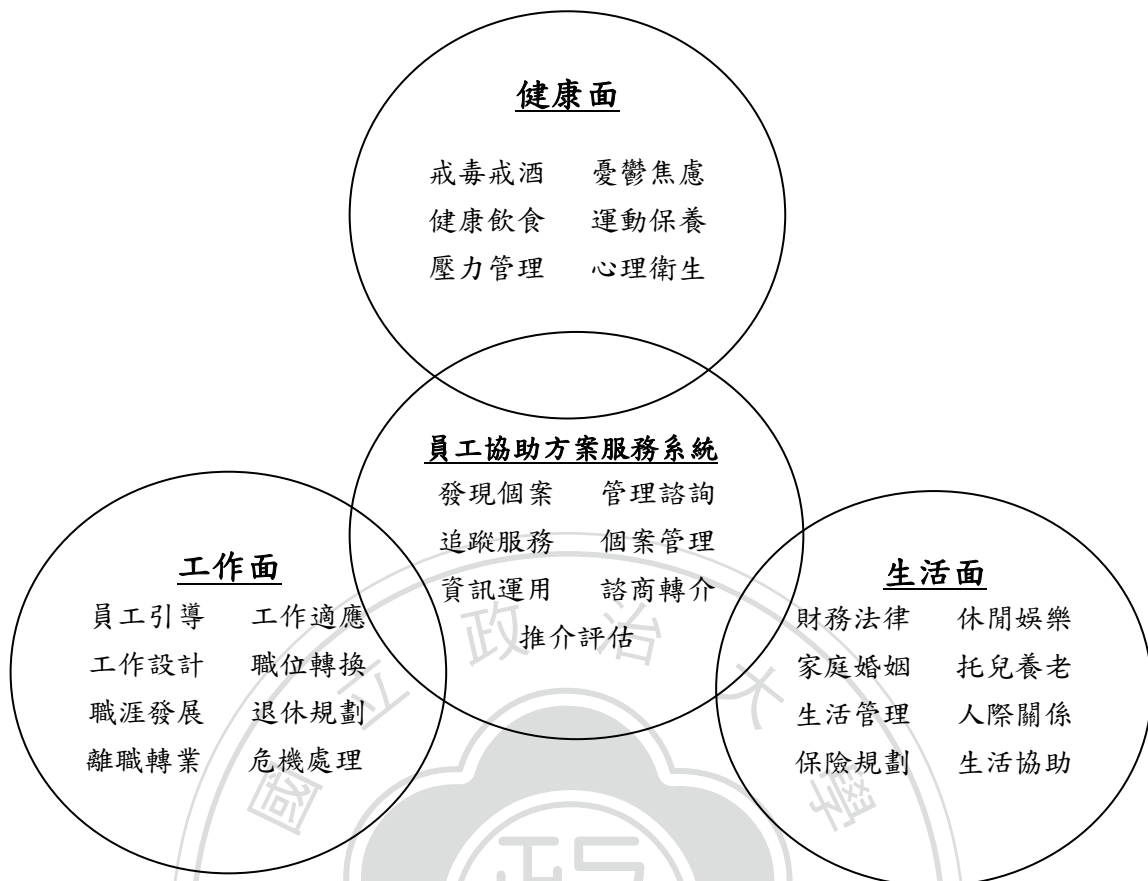 健康面
戒毒戒酒 憂鬱焦慮
健康飲食 運動保養
壓力管理 心理衛生
員工協助方案服務系統
發現個案 管理諮詢
追蹤服務 個案管理
資訊運用 諮商轉介
推介評估
工作面
員工引導 工作適應
工作設計 職位轉換
職涯發展 退休規劃
離職轉業 危機處理
生活面
財務法律 休閒娛樂
家庭婚姻 托兒養老
生活管理 人際關係
保險規劃 生活協助
國立政治大學